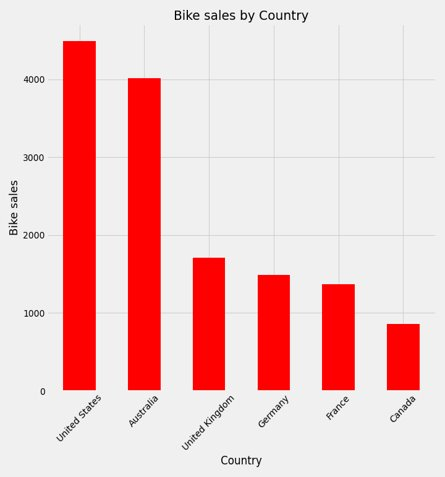 Bike sales by Country
Bike sales
4000
3000
2000
1000
0
United States
Australia
United Kingdom
Germany
France
Canada
Country